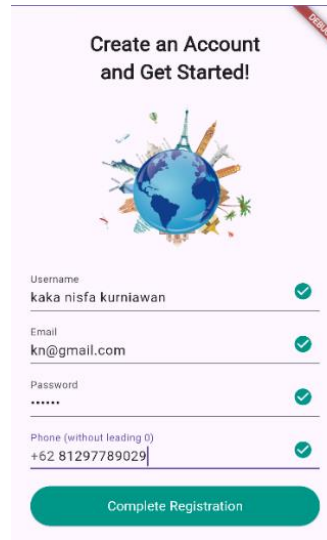 DEBUG
Create an Account
and Get Started!
Username
kaka nisfa kurniawan
Email
kn@gmail.com
Password
••••••
Phone (without leading 0)
+62 81297789029
Complete Registration